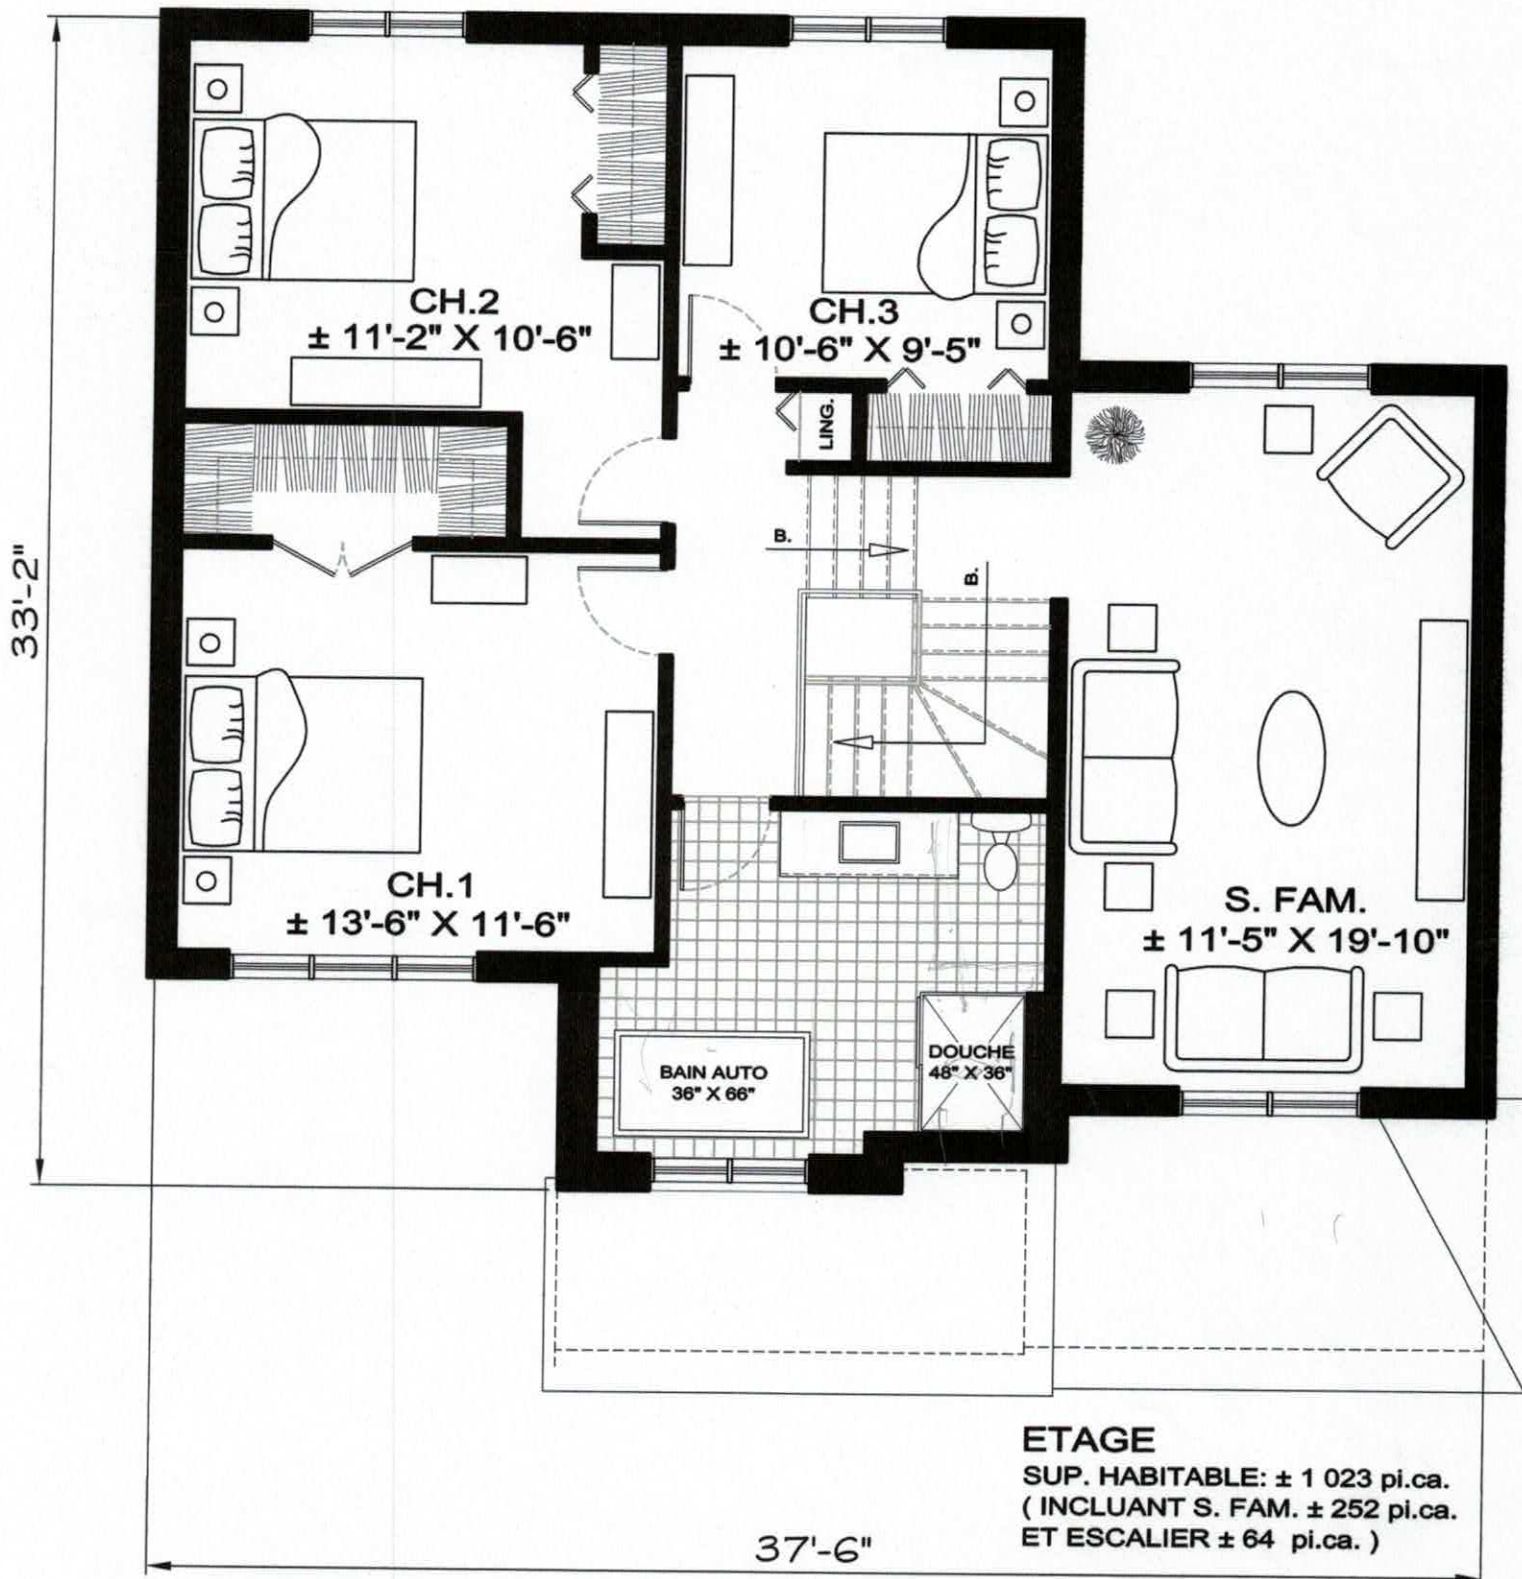 CH.2
± 11'-2" X 10'-6"
CH.3
± 10'-6" X 9'-5"
LING.
B.
B.
33'-2"
CH.1
± 13'-6" X 11'-6"
S. FAM.
± 11'-5" X 19'-10"
BAIN AUTO
36" X 66"
DOUCHE
48" X 36"
ETAGE
SUP. HABITABLE: ± 1 023 pi.ca.
( INCLUANT S. FAM. ± 252 pi.ca.
ET ESCALIER ± 64 pi.ca. )
37'-6"